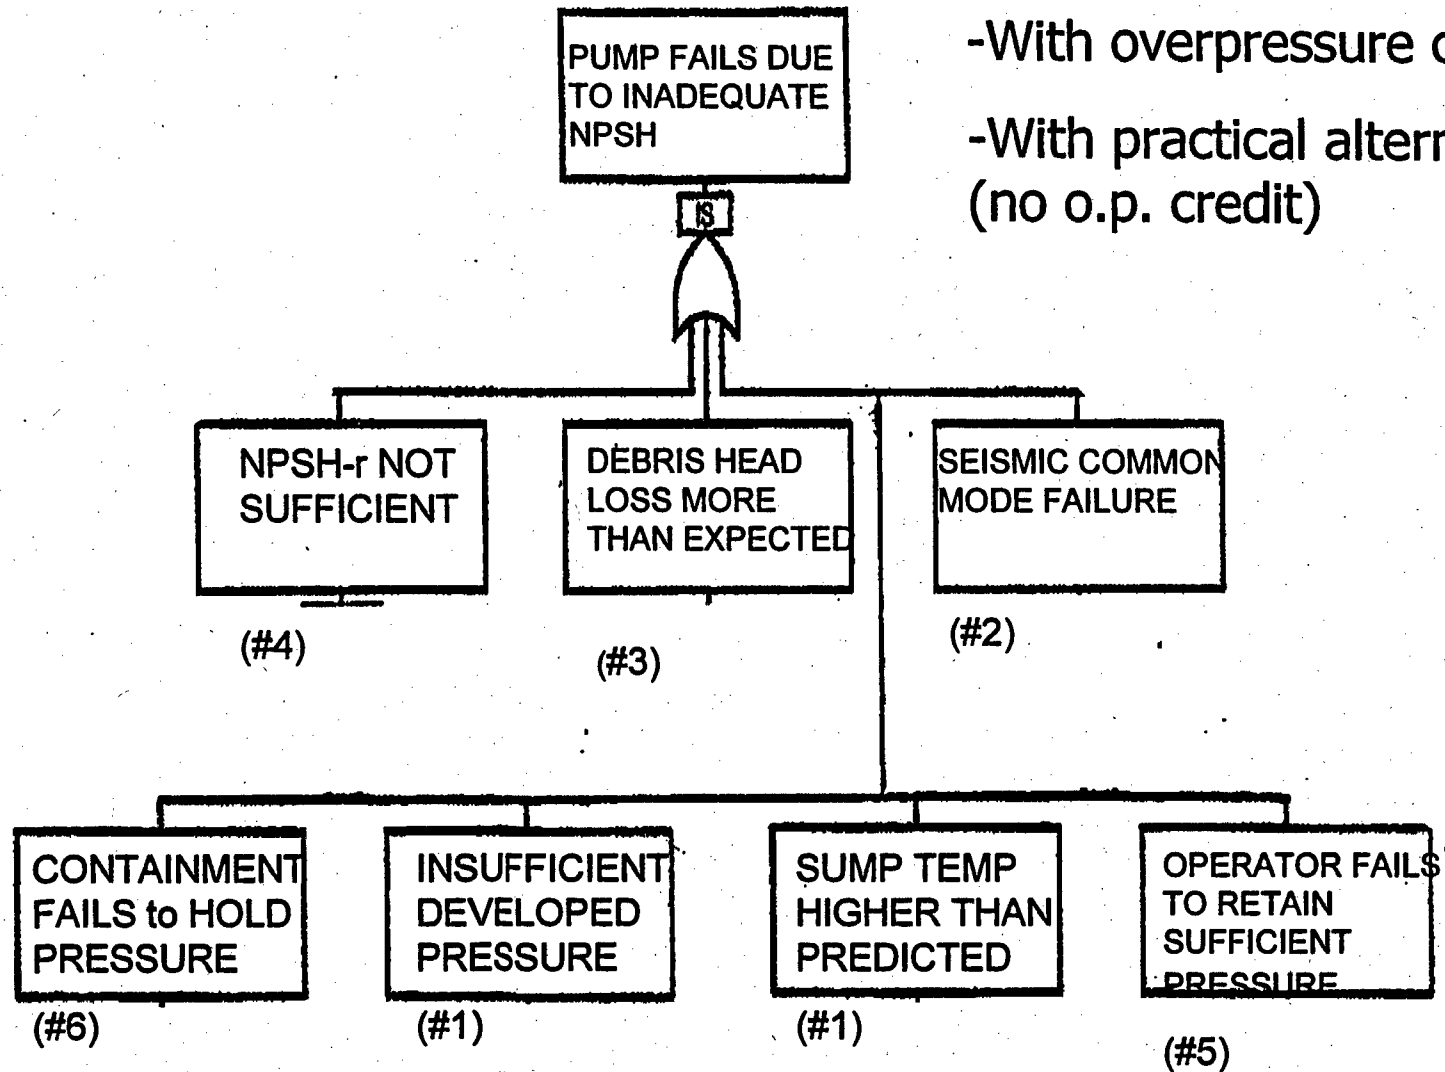 PUMP FAILS DUE
TO INADEQUATE
NPSH
-With overpressure
-With practical
(no o.p. credit)
NPSH-r NOT
SUFFICIENT
(#4)
DEBRIS HEAD
LOSS MORE
THAN EXPECTED
(#3)
SEISMIC COMMON
MODE FAILURE
(#2)
CONTAINMENT
FAILS to HOLD
PRESSURE
(#6)
INSUFFICIENT
DEVELOPED
PRESSURE
(#1)
SUMP TEMP
HIGHER THAN
PREDICTED
(#1)
OPERATOR FAILS
TO RETAIN
SUFFICIENT
PRESSURE
(#5)